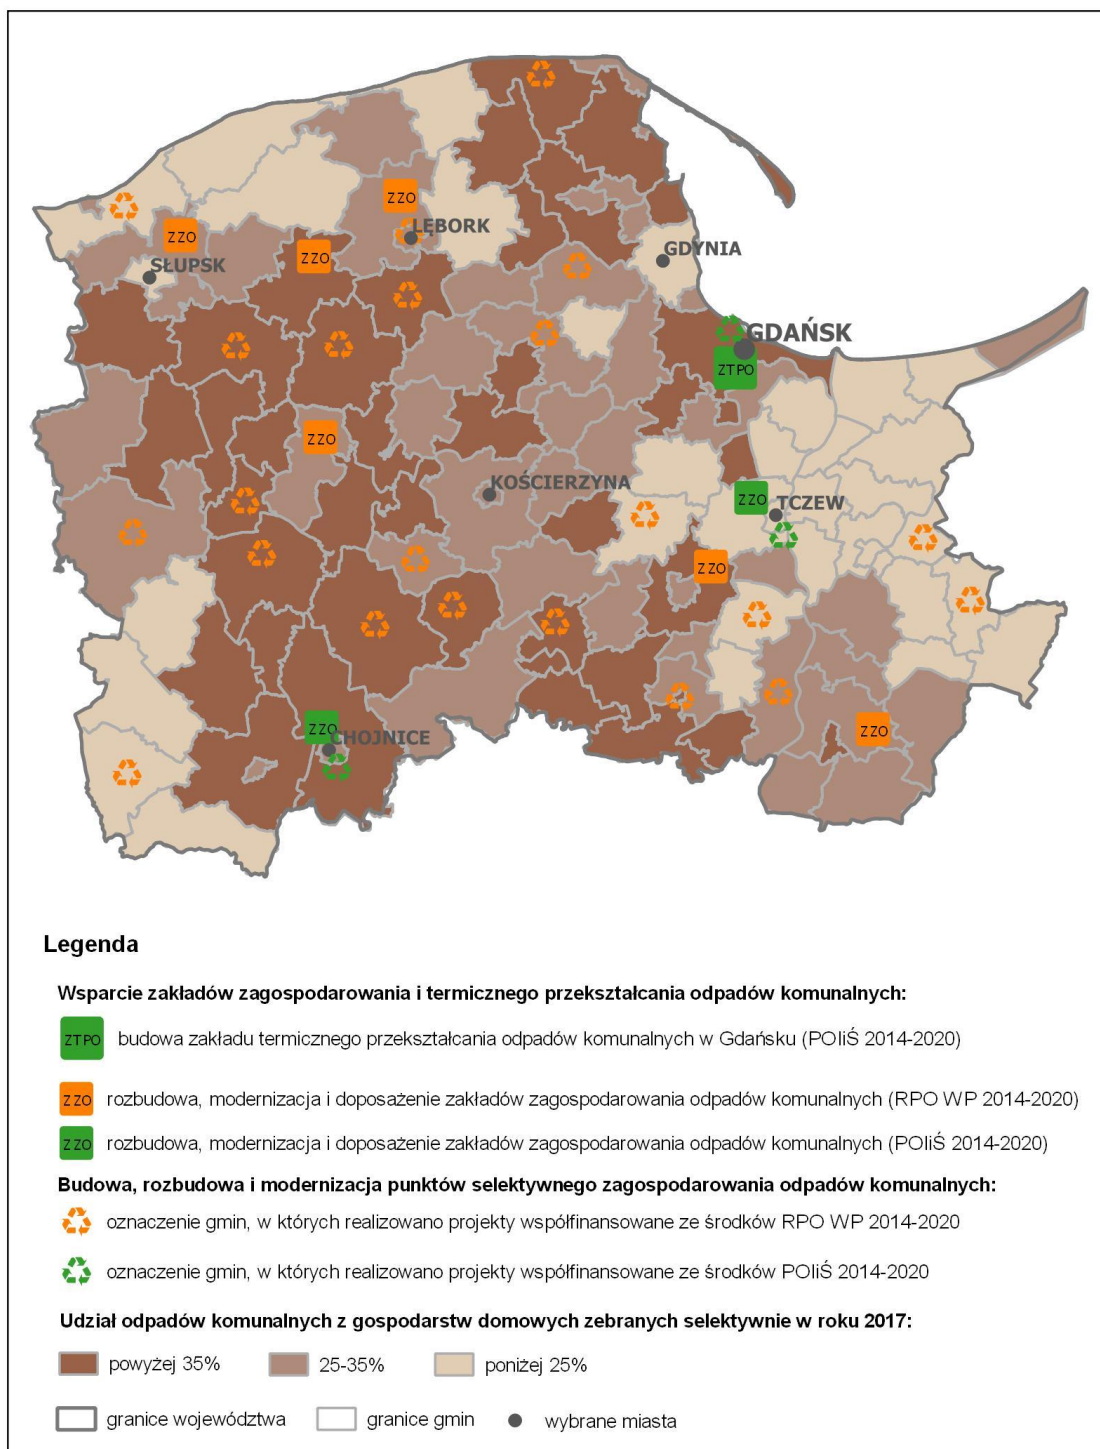 ZZO
LĘBORK
ZZO
ZZO
SŁUPSK
GDYNIA
GDAŃSK
ZTPO
ZZO
KOŚCIERZYNA
ZZO
TCZEW
ZZO
ZZO
CHOJNICE
ZZO
Legenda
Wsparcie zakładów zagospodarowania i termicznego przekształcania odpadów komunalnych:
ZTPO budowa zakładu termicznego przekształcania odpadów komunalnych w Gdańsku (POIiŚ 2014-2020)
ZZO rozbudowa, modernizacja i doposażenie zakładów zagospodarowania odpadów komunalnych (RPO WP 2014-2020)
ZZO rozbudowa, modernizacja i doposażenie zakładów zagospodarowania odpadów komunalnych (POIiŚ 2014-2020)
Budowa, rozbudowa i modernizacja punktów selektywnego zagospodarowania odpadów komunalnych:
oznaczenie gmin, w których realizowano projekty współfinansowane ze środków RPO WP 2014-2020
oznaczenie gmin, w których realizowano projekty współfinansowane ze środków POIiŚ 2014-2020
Udział odpadów komunalnych z gospodarstw domowych zebranych selektywnie w roku 2017:
powyżej 35% 25-35% poniżej 25%
granice województwa granice gmin wybrane miasta